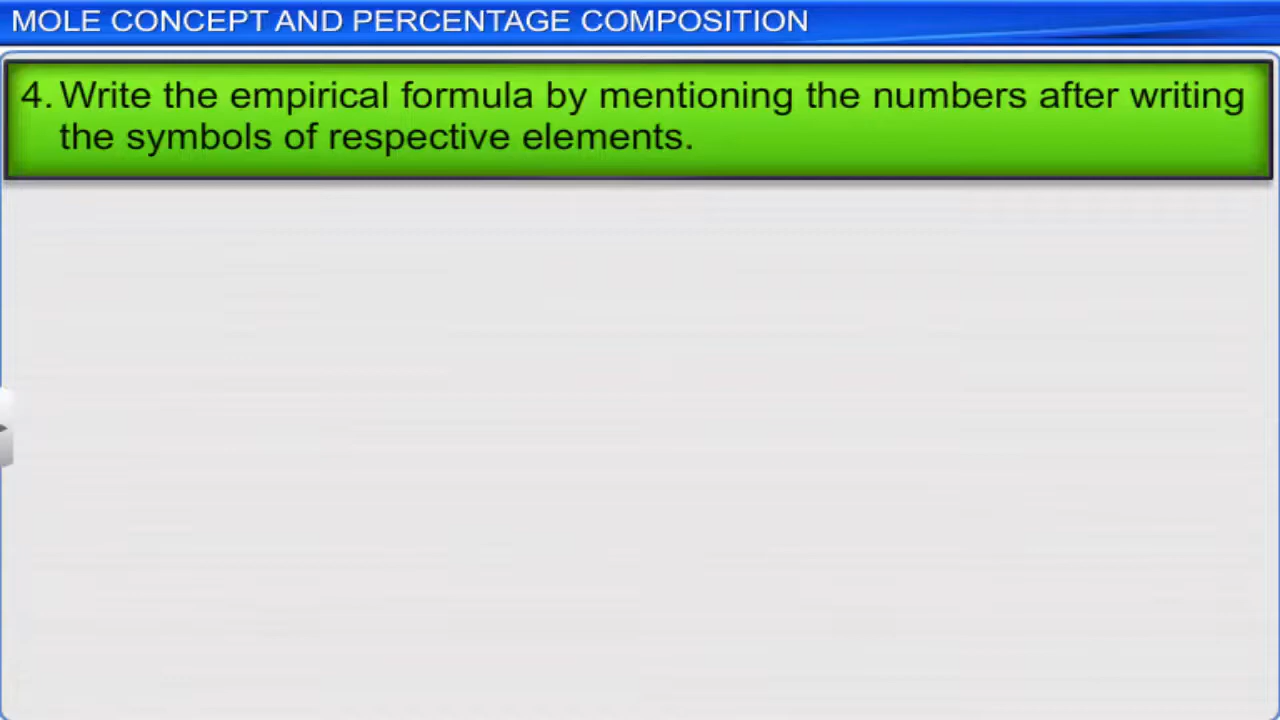 MOLE CONCEPT AND PERCENTAGE COMPOSITION
4. Write the empirical formula by mentioning the numbers after writing
the symbols of respective elements.